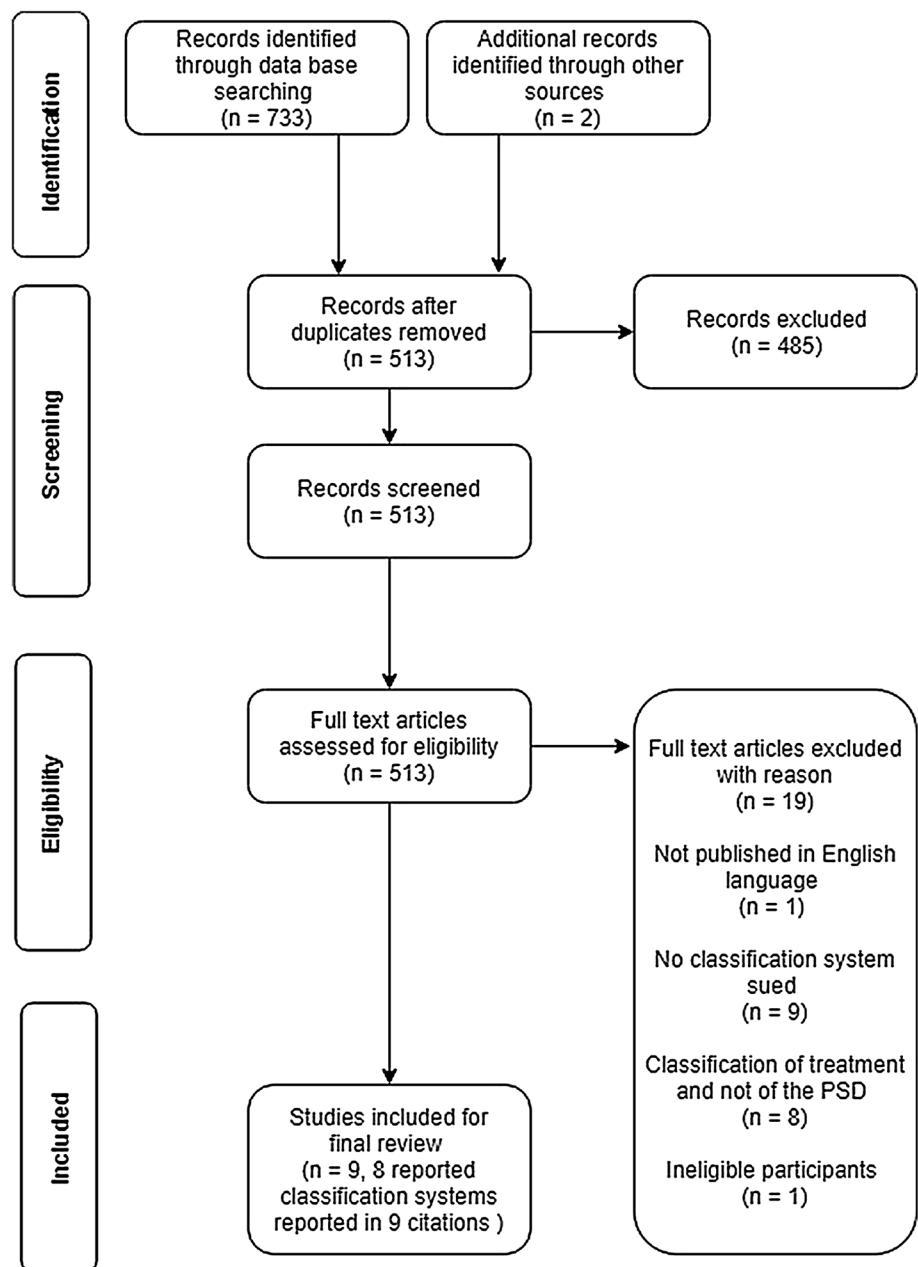 Identification
Records identified
through data base
searching
(n = 733)
Additional records
identified through other
sources
(n = 2)
Screening
Records after
duplicates removed
(n = 513)
Records excluded
(n = 485)
Records screened
(n = 513)
Eligibility
Full text articles
assessed for eligibility
(n = 513)
Full text articles excluded
with reason
(n = 19)
Not published in English
language
(n = 1)
No classification system
sued
(n = 9)
Classification of treatment
and not of the PSD
(n = 8)
Ineligible participants
(n = 1)
Included
Studies included for
final review
(n = 9, 8 reported
classification systems
reported in 9 citations )